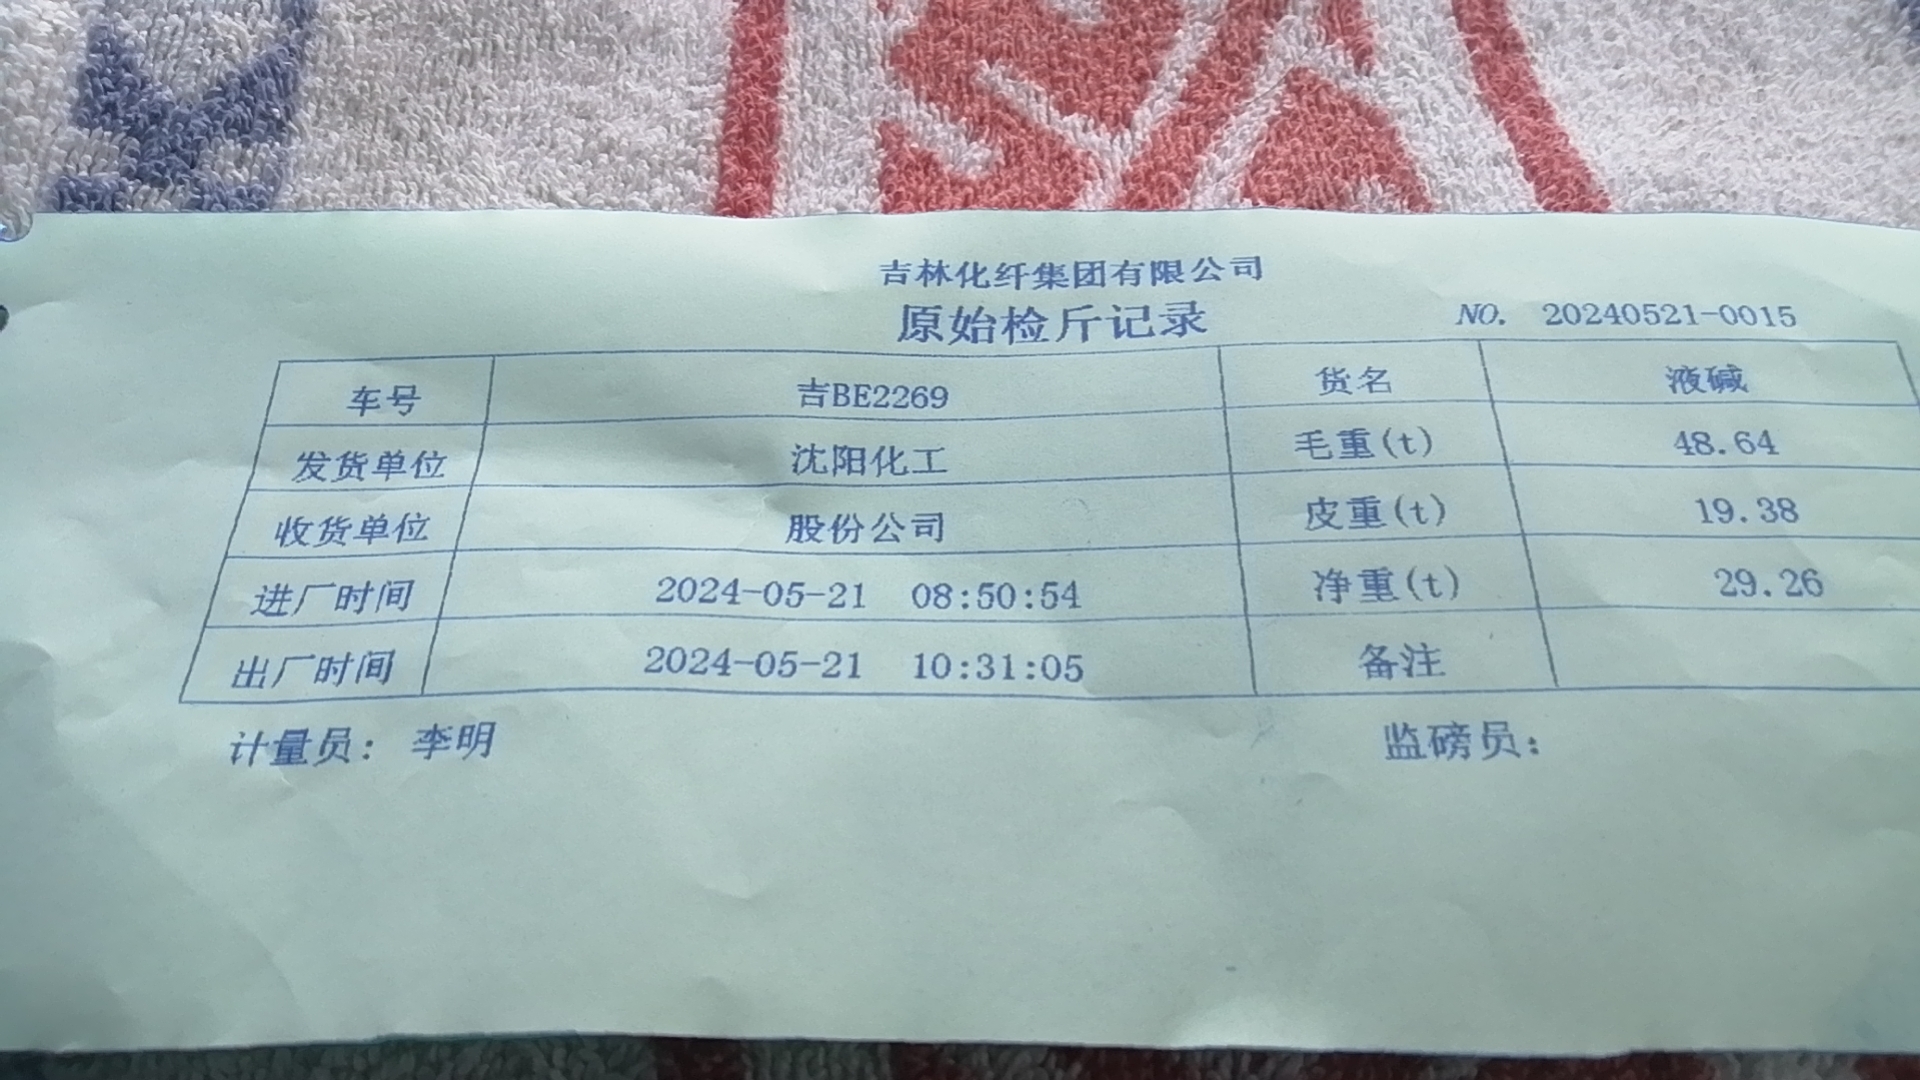 吉林化纤集团有限公司
原始检斤记录
NO. 20240521-0015
车号 吉BE2269 货名 液碱
发货单位 沈阳化工 毛重(t) 48.64
收货单位 股份公司 皮重(t) 19.38
进厂时间 2024-05-21 08:50:54 净重(t) 29.26
出厂时间 2024-05-21 10:31:05 备注
计量员: 李明 监磅员: